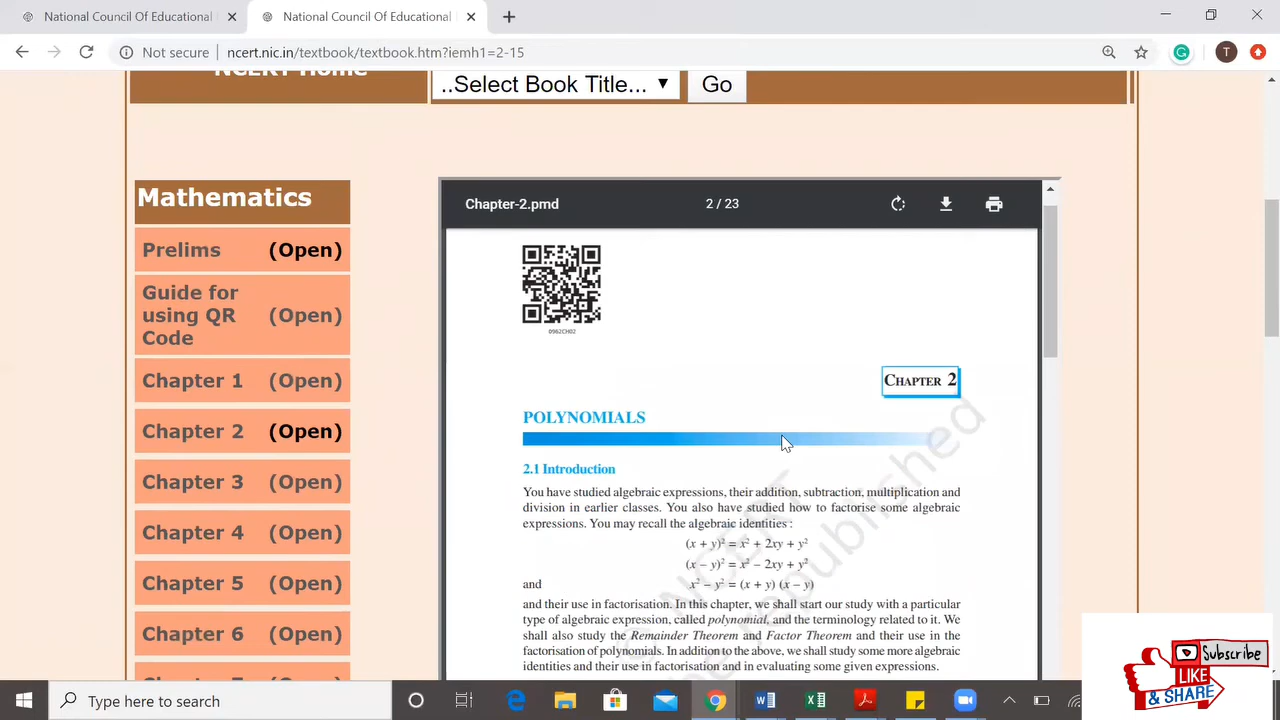 National Council Of Educational
National Council Of Educational
Not secure
ncert.nic.in/textbook/textbook.htm?iemh1=2-15
T
NCERT Home
..Select Book Title...
Go
Mathematics
Prelims (Open)
Guide for using QR Code (Open)
Chapter 1 (Open)
Chapter 2 (Open)
Chapter 3 (Open)
Chapter 4 (Open)
Chapter 5 (Open)
Chapter 6 (Open)
Chapter-2.pmd
2 / 23
CHAPTER 2
POLYNOMIALS
2.1 Introduction
You have studied algebraic expressions, their addition, subtraction, multiplication and
division in earlier classes. You also have studied how to factorise some algebraic
expressions. You may recall the algebraic identities :
(x + y)² = x² + 2xy + y²
(x – y)² = x² – 2xy + y²
and x² – y² = (x + y) (x – y)
and their use in factorisation. In this chapter, we shall start our study with a particular
type of algebraic expression, called polynomial, and the terminology related to it. We
shall also study the Remainder Theorem and Factor Theorem and their use in the
factorisation of polynomials. In addition to the above, we shall study some more algebraic
identities and their use in factorisation and in evaluating some given expressions.
NCERT
republished
Subscribe
LIKE
& SHARE
Type here to search